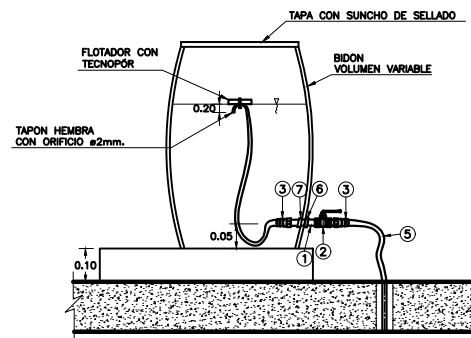 TAPA CON SUNCHO DE SELLADO
FLOTADOR CON
TECNOPÓR
BIDON
VOLUMEN VARIABLE
0.20
TAPON HEMBRA
CON ORIFICIO ø2mm.
3
7
6
3
5
0.05
1
2
0.10